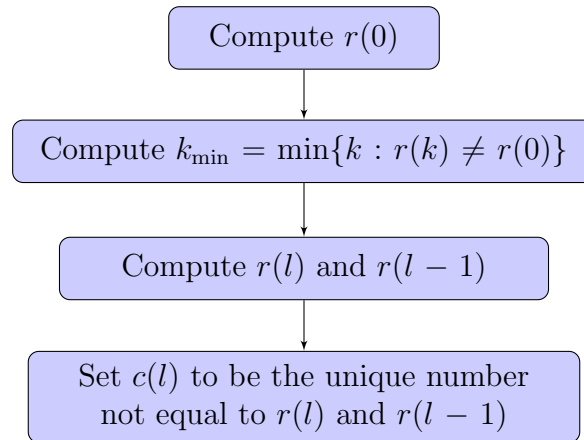 Compute r(0)
Compute k_min = min{k : r(k) ≠ r(0)}
Compute r(l) and r(l − 1)
Set c(l) to be the unique number
not equal to r(l) and r(l − 1)